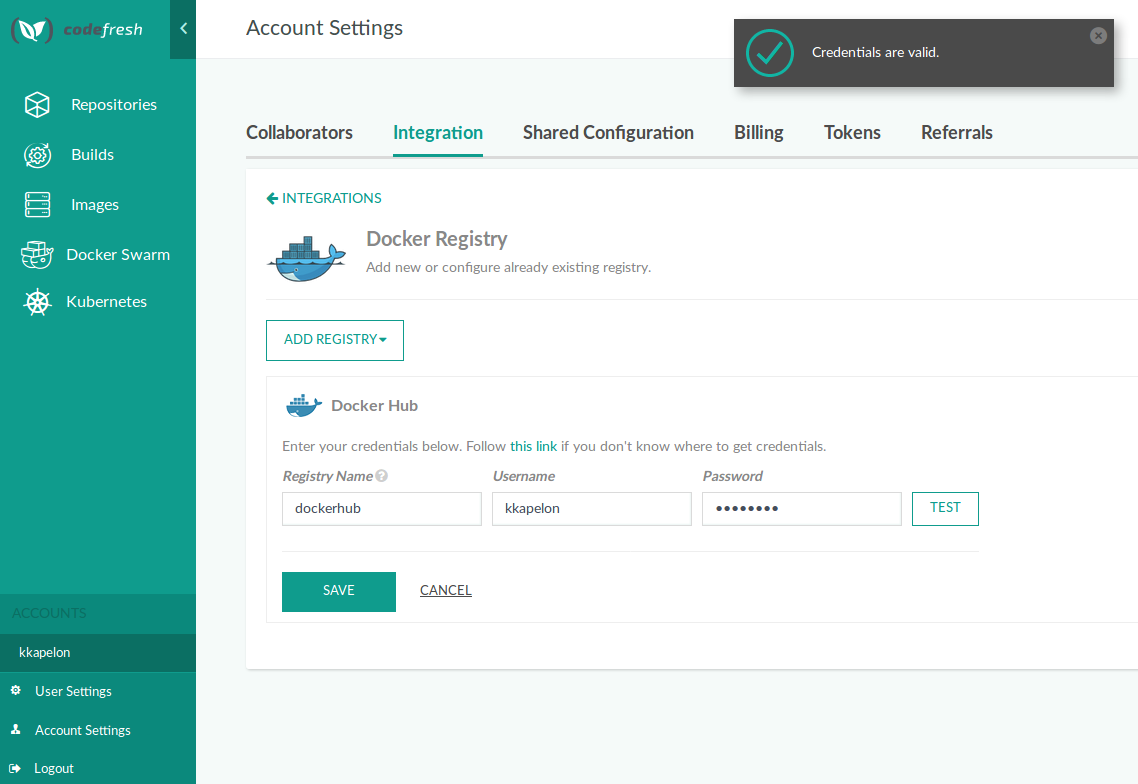 codefresh
Account Settings
Credentials are valid.
Repositories
Builds
Images
Docker Swarm
Kubernetes
Collaborators Integration Shared Configuration Billing Tokens Referrals
INTEGRATIONS
Docker Registry
Add new or configure already existing registry.
ADD REGISTRY
Docker Hub
Enter your credentials below. Follow this link if you don't know where to get credentials.
Registry Name ? Username Password
dockerhub kkapelon •••••••• TEST
SAVE CANCEL
ACCOUNTS
kkapelon
User Settings
Account Settings
Logout